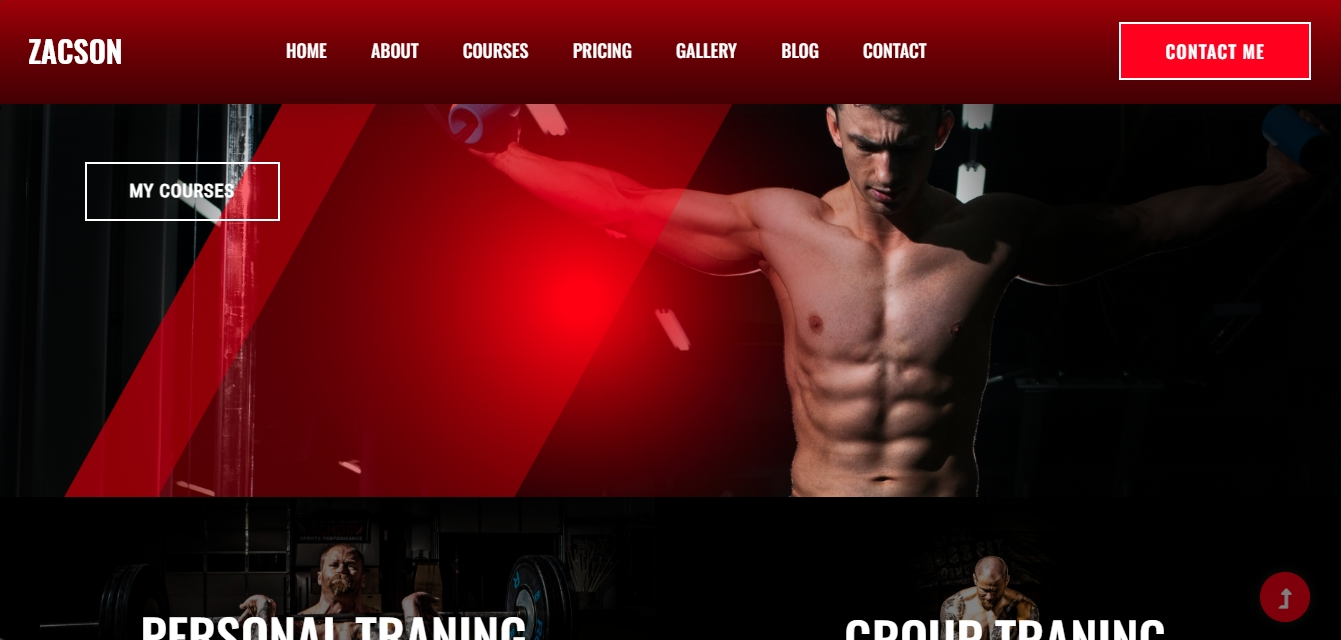 ZACSON
HOME ABOUT COURSES PRICING GALLERY BLOG CONTACT
CONTACT ME
MY COURSES
PERSONAL TRANING
GROUP TRANING